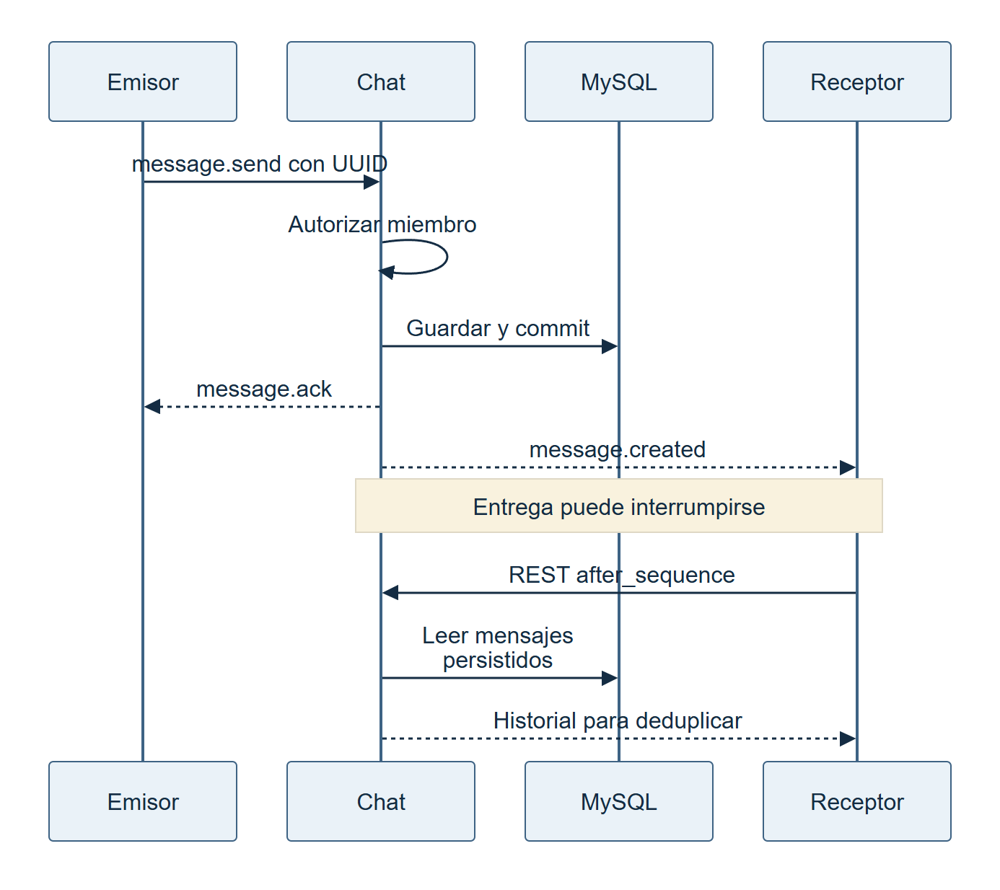 Emisor
Chat
MySQL
Receptor
message.send con UUID
Autorizar miembro
Guardar y commit
message.ack
message.created
Entrega puede interrumpirse
REST after_sequence
Leer mensajes
persistidos
Historial para deduplicar
Emisor
Chat
MySQL
Receptor